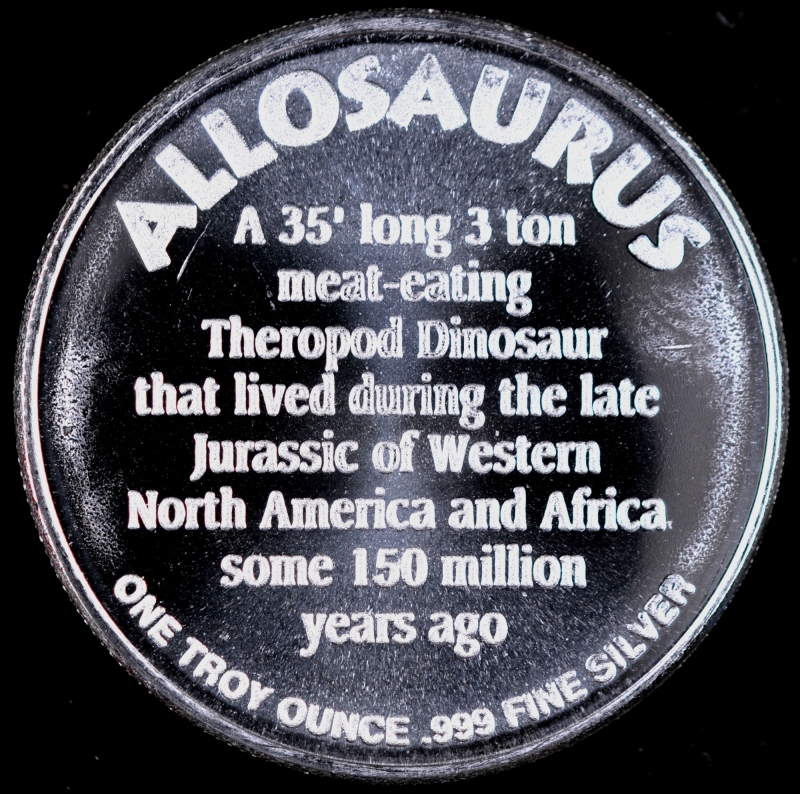 ALLOSAURUS
A 35' long 3 ton
meat-eating
Theropod Dinosaur
that lived during the late
Jurassic of Western
North America and Africa
some 150 million
years ago
ONE TROY OUNCE .999 FINE SILVER